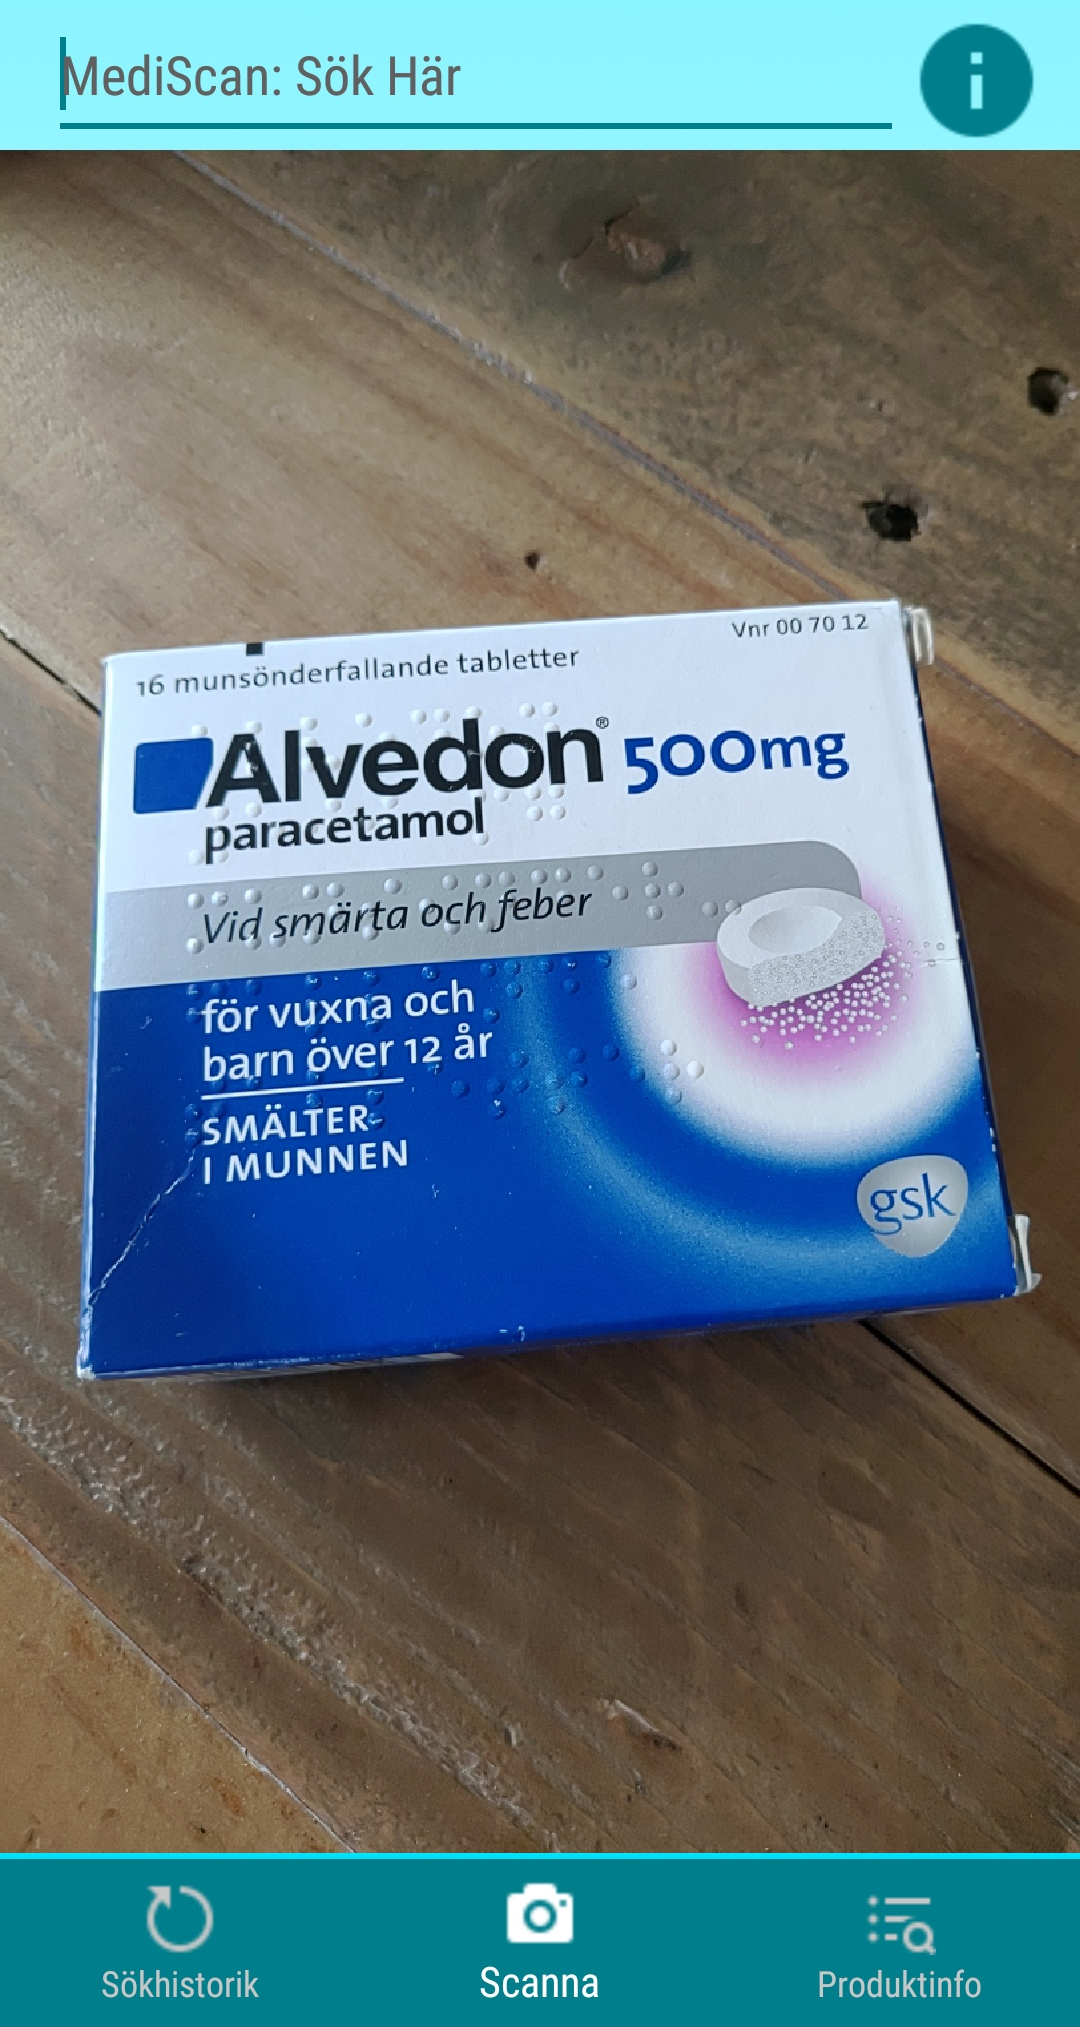 MediScan: Sök Här
Vnr 00 70 12
16 munsönderfallande tabletter
Alvedon® 500mg
paracetamol
Vid smärta och feber
för vuxna och
barn över 12 år
SMÄLTER
I MUNNEN
gsk
Sökhistorik
Scanna
Produktinfo